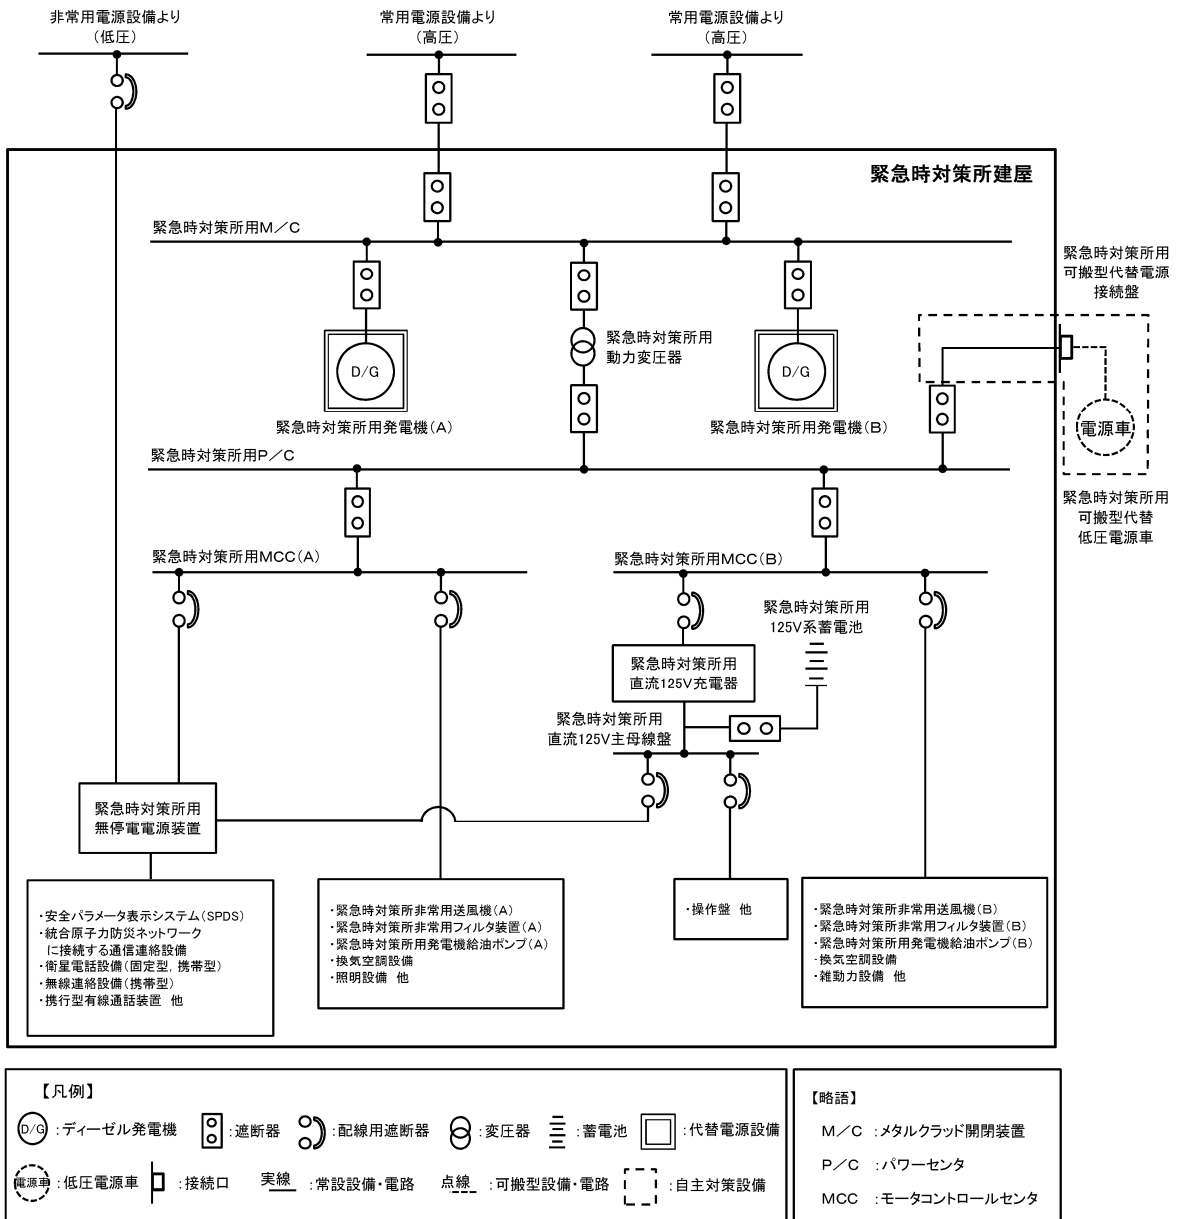 非常用電源設備より
(低圧)
常用電源設備より
(高圧)
常用電源設備より
(高圧)
緊急時対策所建屋
緊急時対策所用M/C
緊急時対策所用
可搬型代替電源
接続盤
緊急時対策所用
動力変圧器
D/G
D/G
緊急時対策所用発電機(A)
緊急時対策所用発電機(B)
電源車
緊急時対策所用P/C
緊急時対策所用
可搬型代替
低圧電源車
緊急時対策所用MCC(A)
緊急時対策所用MCC(B)
緊急時対策所用
125V系蓄電池
緊急時対策所用
直流125V充電器
緊急時対策所用
直流125V主母線盤
緊急時対策所用
無停電電源装置
・安全パラメータ表示システム(SPDS)
・統合原子力防災ネットワーク
に接続する通信連絡設備
・衛星電話設備(固定型, 携帯型)
・無線連絡設備(携帯型)
・携行型有線通話装置 他
・緊急時対策所非常用送風機(A)
・緊急時対策所非常用フィルタ装置(A)
・緊急時対策所用発電機給油ポンプ(A)
・換気空調設備
・照明設備 他
・操作盤 他
・緊急時対策所非常用送風機(B)
・緊急時対策所非常用フィルタ装置(B)
・緊急時対策所用発電機給油ポンプ(B)
・換気空調設備
・雑動力設備 他
【凡例】
D/G :ディーゼル発電機
:遮断器
:配線用遮断器
:変圧器
:蓄電池
:代替電源設備
電源車 :低圧電源車
:接続口
実線 :常設設備・電路
点線 :可搬型設備・電路
:自主対策設備
【略語】
M/C :メタルクラッド開閉装置
P/C :パワーセンタ
MCC :モータコントロールセンタ